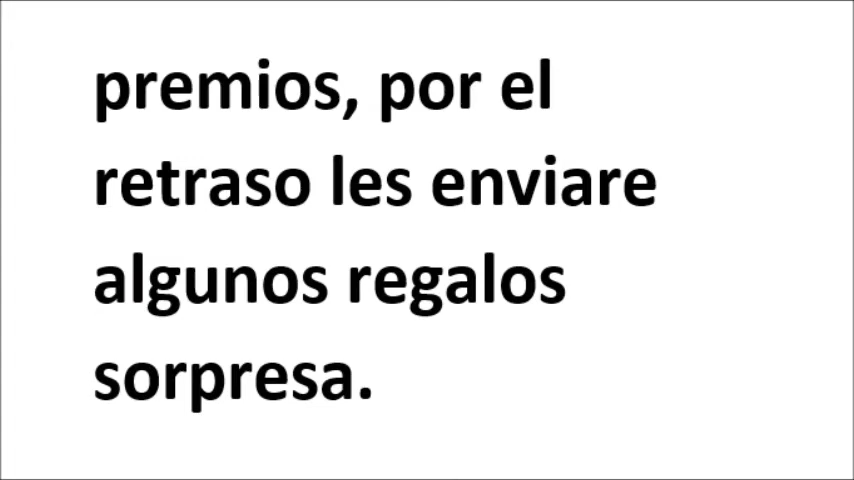 premios, por el
retraso les enviare
algunos regalos
sorpresa.